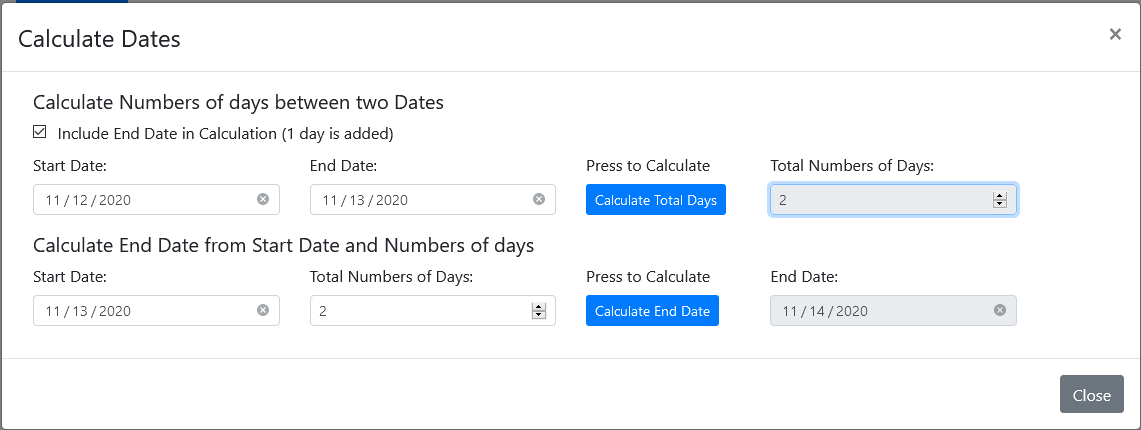 Calculate Dates
×
Calculate Numbers of days between two Dates
Include End Date in Calculation (1 day is added)
Start Date: End Date: Press to Calculate Total Numbers of Days:
11 / 12 / 2020 11 / 13 / 2020 Calculate Total Days 2
Calculate End Date from Start Date and Numbers of days
Start Date: Total Numbers of Days: Press to Calculate End Date:
11 / 13 / 2020 2 Calculate End Date 11 / 14 / 2020
Close